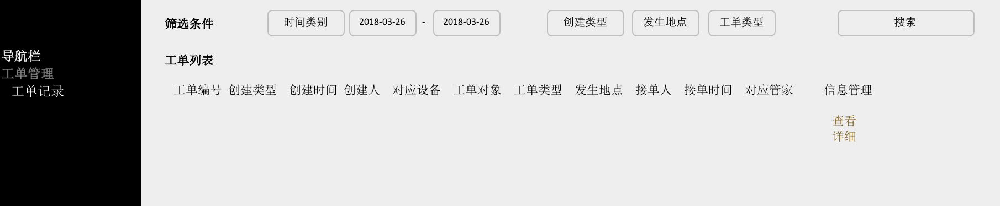 导航栏
工单管理
工单记录
筛选条件 时间类别 2018-03-26 - 2018-03-26 创建类型 发生地点 工单类型 搜索
工单列表
工单编号 创建类型 创建时间 创建人 对应设备 工单对象 工单类型 发生地点 接单人 接单时间 对应管家 信息管理
查看
详细